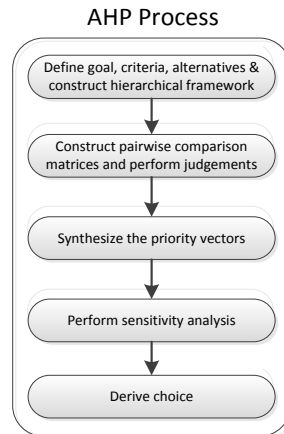 AHP Process
Define goal, criteria, alternatives &
construct hierarchical framework
Construct pairwise comparison
matrices and perform judgements
Synthesize the priority vectors
Perform sensitivity analysis
Derive choice